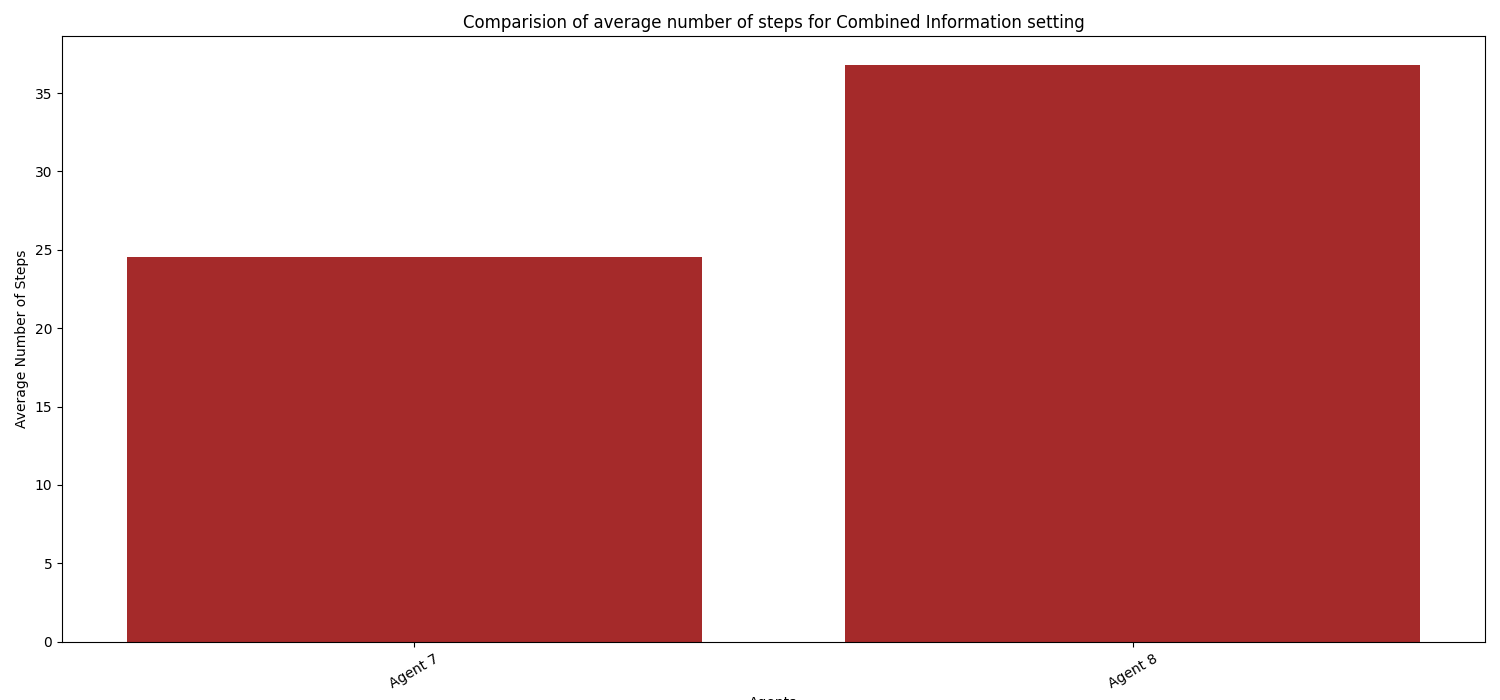 Comparision of average number of steps for Combined Information setting
Average Number of Steps
35
30
25
20
15
10
5
0
Agent 7
Agent 8
Agents